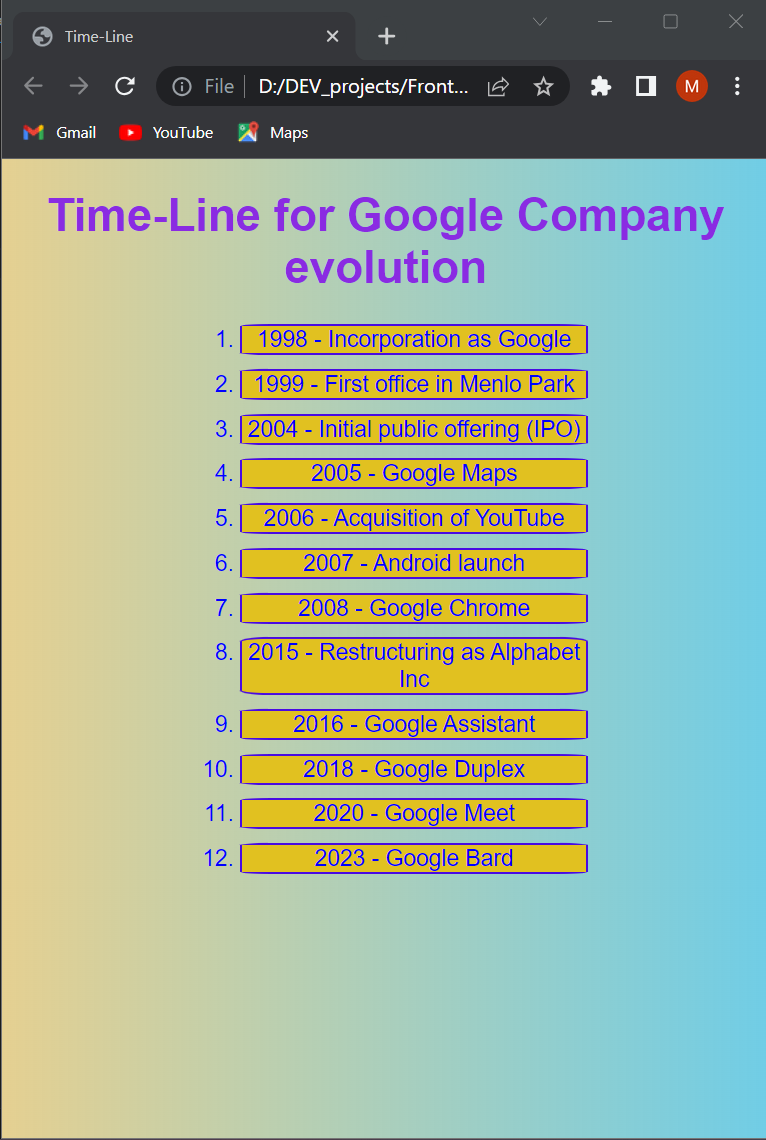 Time-Line
File
D:/DEV_projects/Front...
M
Gmail
YouTube
Maps
Time-Line for Google Company
evolution
1. 1998 - Incorporation as Google
2. 1999 - First office in Menlo Park
3. 2004 - Initial public offering (IPO)
4. 2005 - Google Maps
5. 2006 - Acquisition of YouTube
6. 2007 - Android launch
7. 2008 - Google Chrome
8. 2015 - Restructuring as Alphabet
Inc
9. 2016 - Google Assistant
10. 2018 - Google Duplex
11. 2020 - Google Meet
12. 2023 - Google Bard